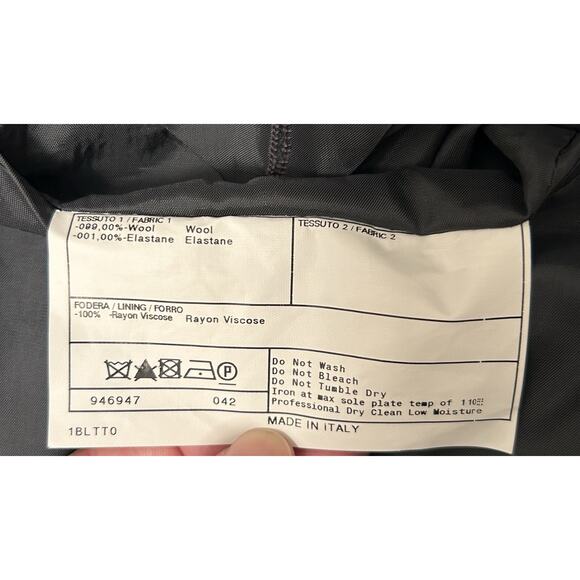 TESSUTO 1 / FABRIC 1
-099,00%-Wool Wool
-001,00%-Elastane Elastane
TESSUTO 2 / FABRIC 2
FODERA / LINING / FORRO
-100% -Rayon Viscose Rayon Viscose
P
Do Not Wash
Do Not Bleach
Do Not Tumble Dry
Iron at max sole plate temp of 110
Professional Dry Clean Low Moisture
946947 042
1BLTT0
MADE IN ITALY